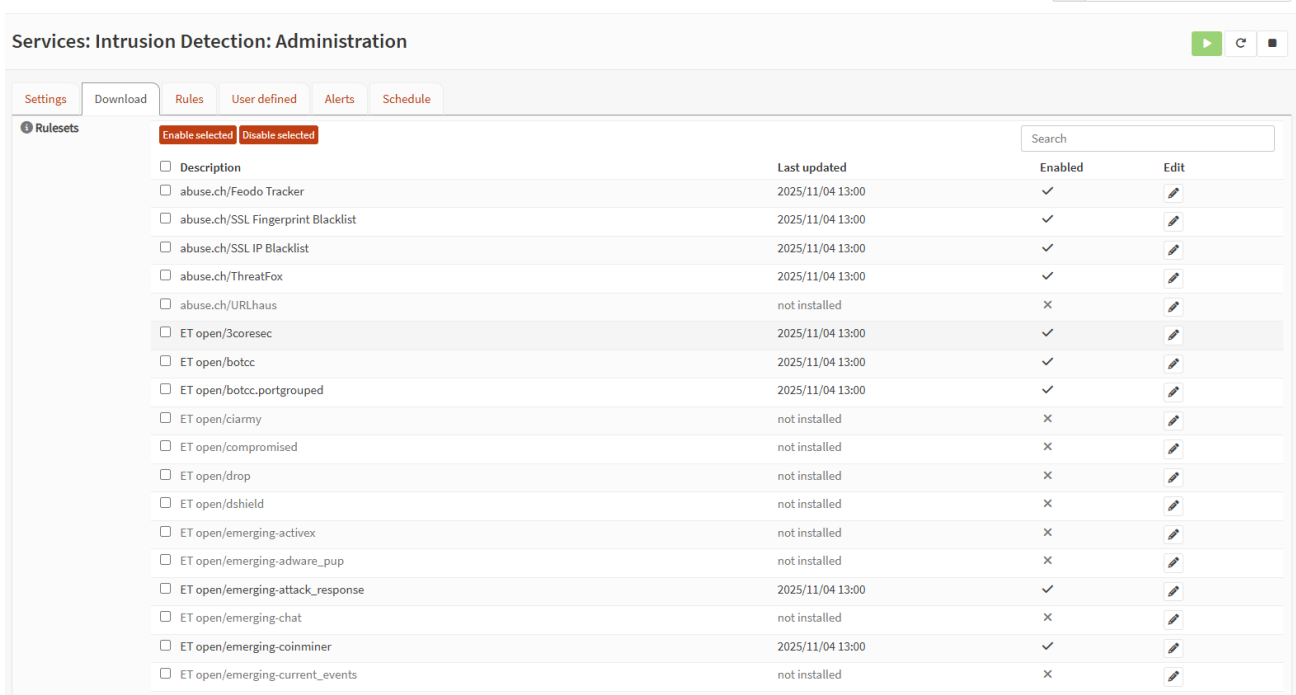 Services: Intrusion Detection: Administration
Settings Download Rules User defined Alerts Schedule
Rulesets
Enable selected Disable selected Search
Description Last updated Enabled Edit
abuse.ch/Feodo Tracker 2025/11/04 13:00
abuse.ch/SSL Fingerprint Blacklist 2025/11/04 13:00
abuse.ch/SSL IP Blacklist 2025/11/04 13:00
abuse.ch/ThreatFox 2025/11/04 13:00
abuse.ch/URLhaus not installed
ET open/3coresec 2025/11/04 13:00
ET open/botcc 2025/11/04 13:00
ET open/botcc.portgrouped 2025/11/04 13:00
ET open/ciarmy not installed
ET open/compromised not installed
ET open/drop not installed
ET open/dshield not installed
ET open/emerging-activex not installed
ET open/emerging-adware_pup not installed
ET open/emerging-attack_response 2025/11/04 13:00
ET open/emerging-chat not installed
ET open/emerging-coinminer 2025/11/04 13:00
ET open/emerging-current_events not installed